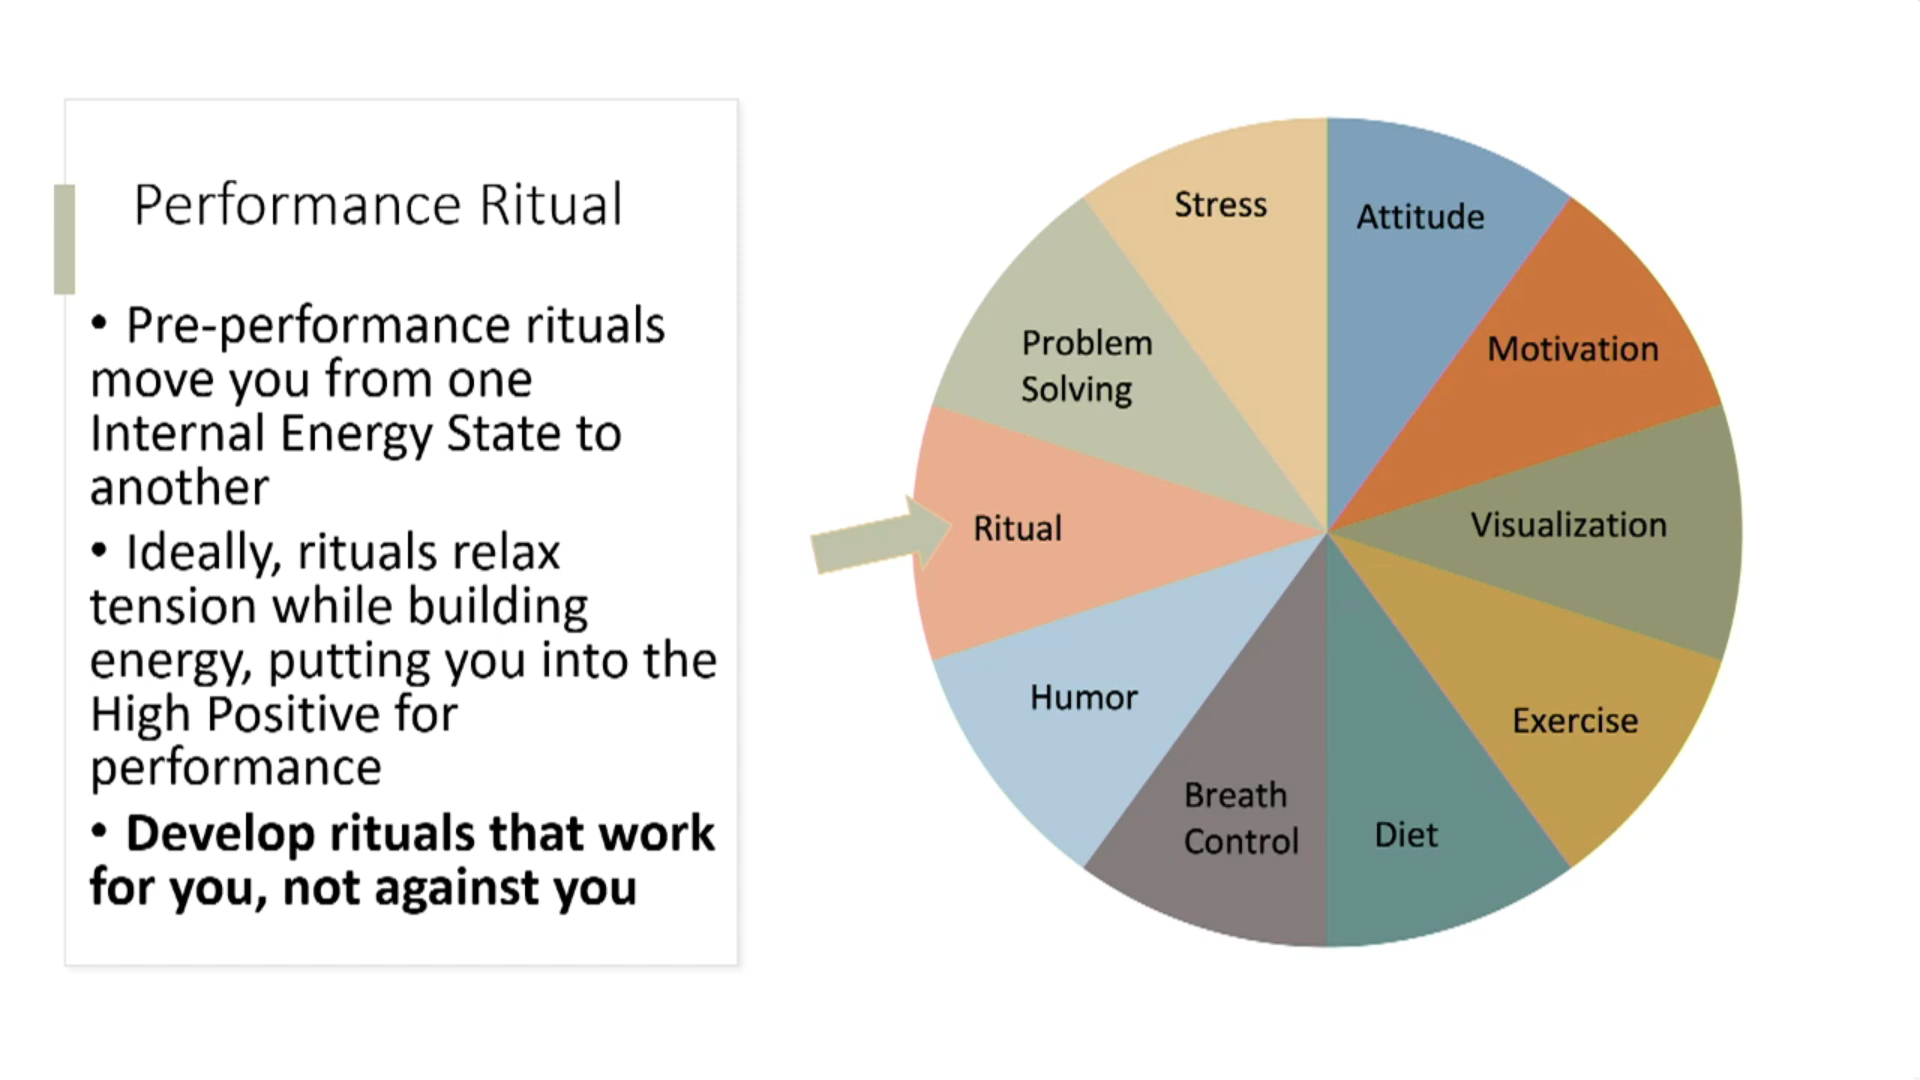 Performance Ritual
• Pre-performance rituals
move you from one
Internal Energy State to
another
• Ideally, rituals relax
tension while building
energy, putting you into the
High Positive for
performance
• Develop rituals that work
for you, not against you
Stress
Attitude
Problem
Solving
Motivation
Ritual
Visualization
Humor
Exercise
Breath
Control
Diet